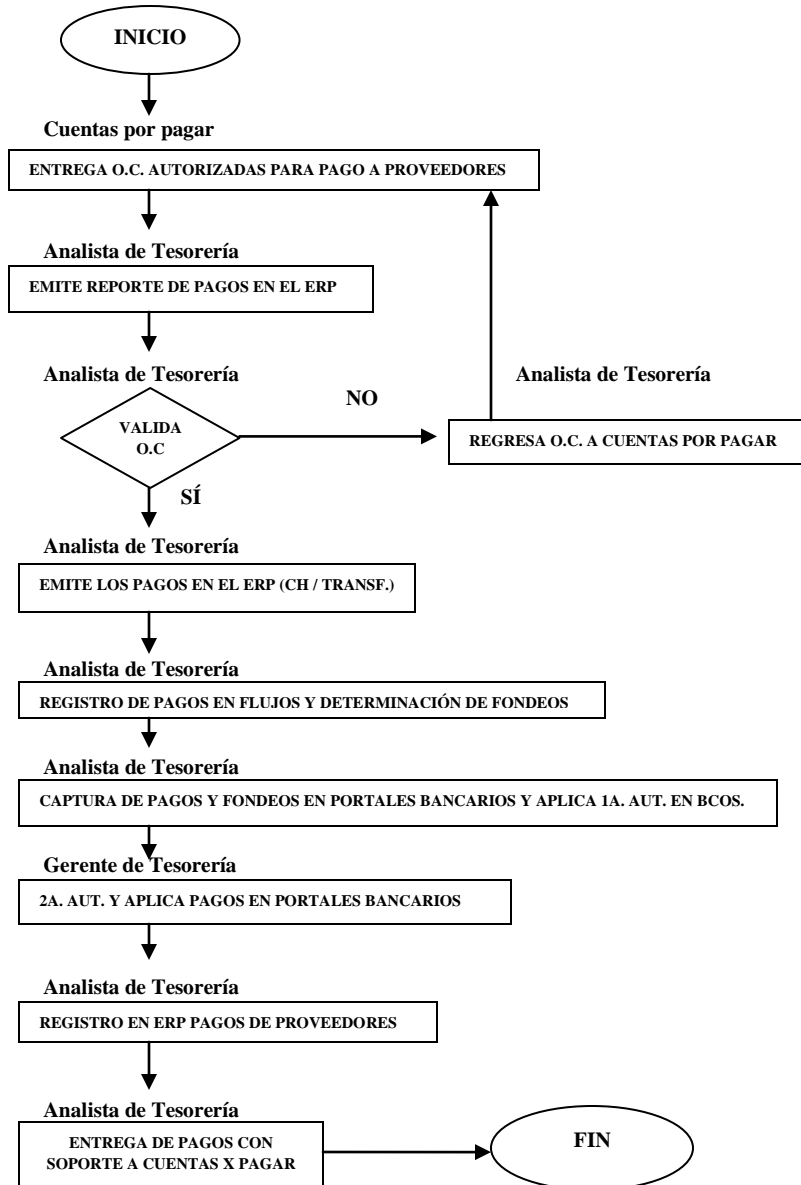 INICIO
Cuentas por pagar
ENTREGA O.C. AUTORIZADAS PARA PAGO A PROVEEDORES
Analista de Tesorería
EMITE REPORTE DE PAGOS EN EL ERP
Analista de Tesorería
VALIDA
O.C
NO
Analista de Tesorería
REGRESA O.C. A CUENTAS POR PAGAR
SÍ
Analista de Tesorería
EMITE LOS PAGOS EN EL ERP (CH / TRANSF.)
Analista de Tesorería
REGISTRO DE PAGOS EN FLUJOS Y DETERMINACIÓN DE FONDEOS
Analista de Tesorería
CAPTURA DE PAGOS Y FONDEOS EN PORTALES BANCARIOS Y APLICA 1A. AUT. EN BCOS.
Gerente de Tesorería
2A. AUT. Y APLICA PAGOS EN PORTALES BANCARIOS
Analista de Tesorería
REGISTRO EN ERP PAGOS DE PROVEEDORES
Analista de Tesorería
ENTREGA DE PAGOS CON
SOPORTE A CUENTAS X PAGAR
FIN